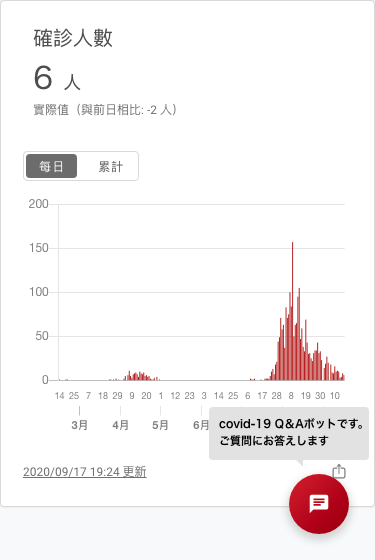 確診人數
6 人
實際值（與前日相比: -2 人）
每日 累計
200
150
100
50
0
14 25 7 18 29 9 20 1 12 23 3 14 25 6 17 28 8 19 30 10
3月 4月 5月 6月
covid-19 Q&Aボットです。
ご質問にお答えします
2020/09/17 19:24 更新